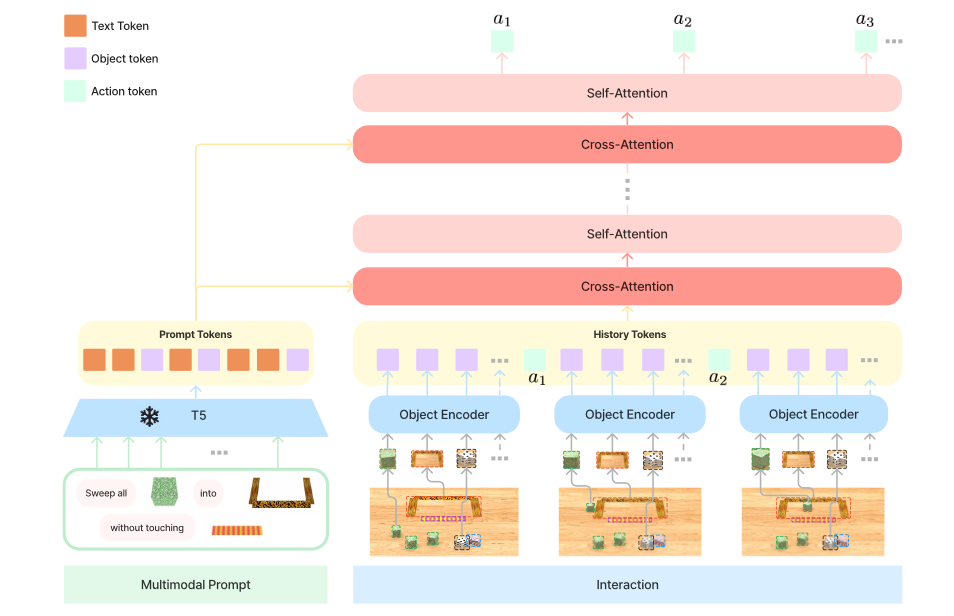 Text Token
Object token
Action token
a1
a2
a3
Self-Attention
Cross-Attention
Self-Attention
Cross-Attention
Prompt Tokens
History Tokens
a1
a2
T5
Object Encoder
Object Encoder
Object Encoder
Sweep all
into
without touching
Multimodal Prompt
Interaction